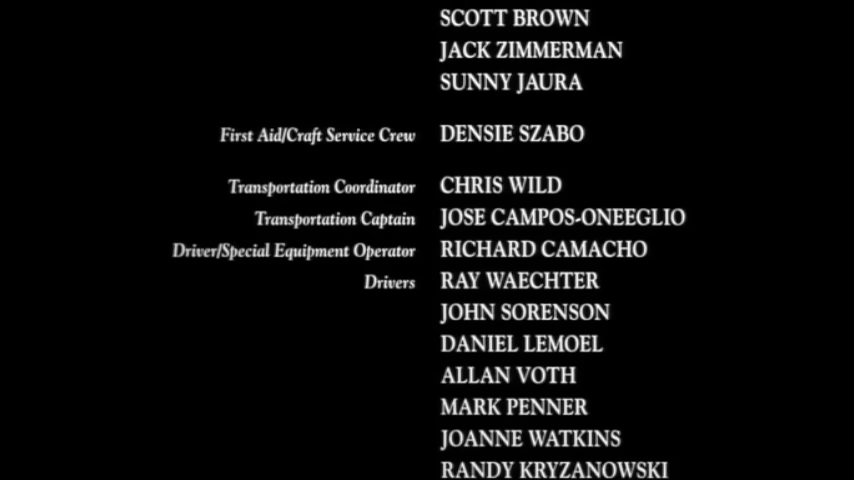 SCOTT BROWN
JACK ZIMMERMAN
SUNNY JAURA
First Aid/Craft Service Crew DENSIE SZABO
Transportation Coordinator CHRIS WILD
Transportation Captain JOSE CAMPOS-ONEEGLIO
Driver/Special Equipment Operator RICHARD CAMACHO
Drivers RAY WAECHTER
JOHN SORENSON
DANIEL LEMOEL
ALLAN VOTH
MARK PENNER
JOANNE WATKINS
RANDY KRYZANOWSKI